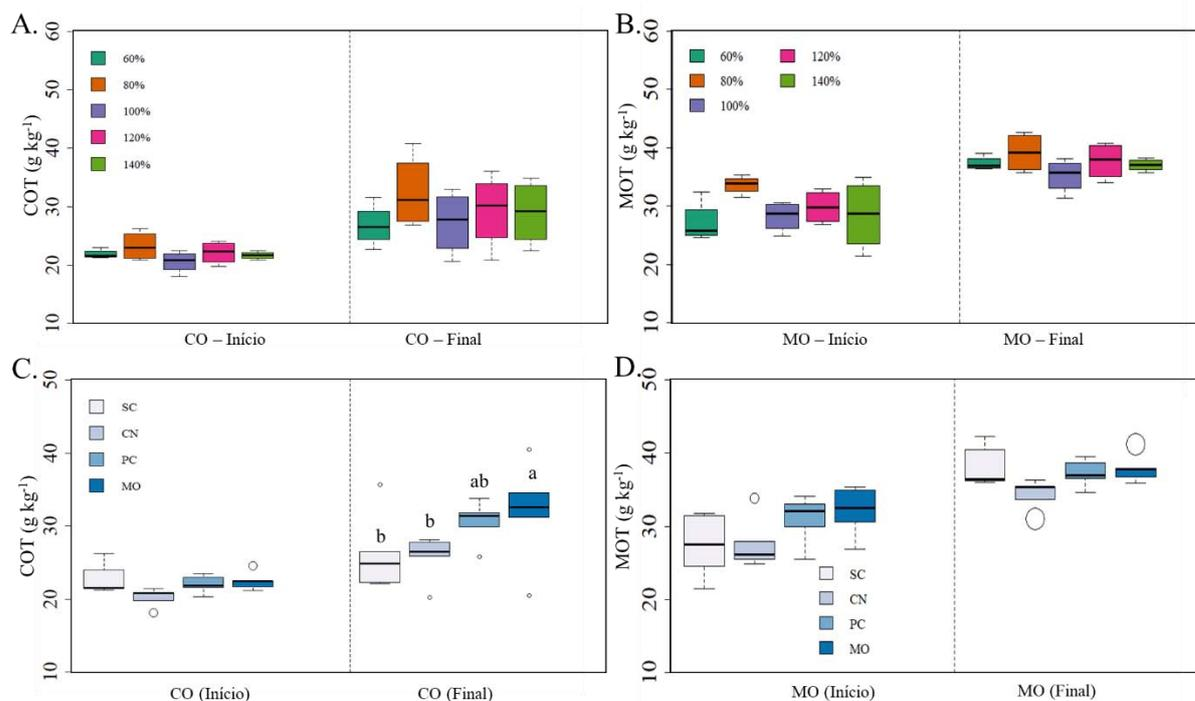 A.
60
50
40
30
20
10
COT (g kg⁻¹)
60%
80%
100%
120%
140%
CO – Início
CO – Final
B.
60
50
40
30
20
10
MOT (g kg⁻¹)
60%
80%
100%
120%
140%
MO – Início
MO – Final
C.
50
40
30
20
10
COT (g kg⁻¹)
SC
CN
PC
MO
b
b
ab
a
CO (Início)
CO (Final)
D.
50
40
30
20
10
MOT (g kg⁻¹)
SC
CN
PC
MO
MO (Início)
MO (Final)